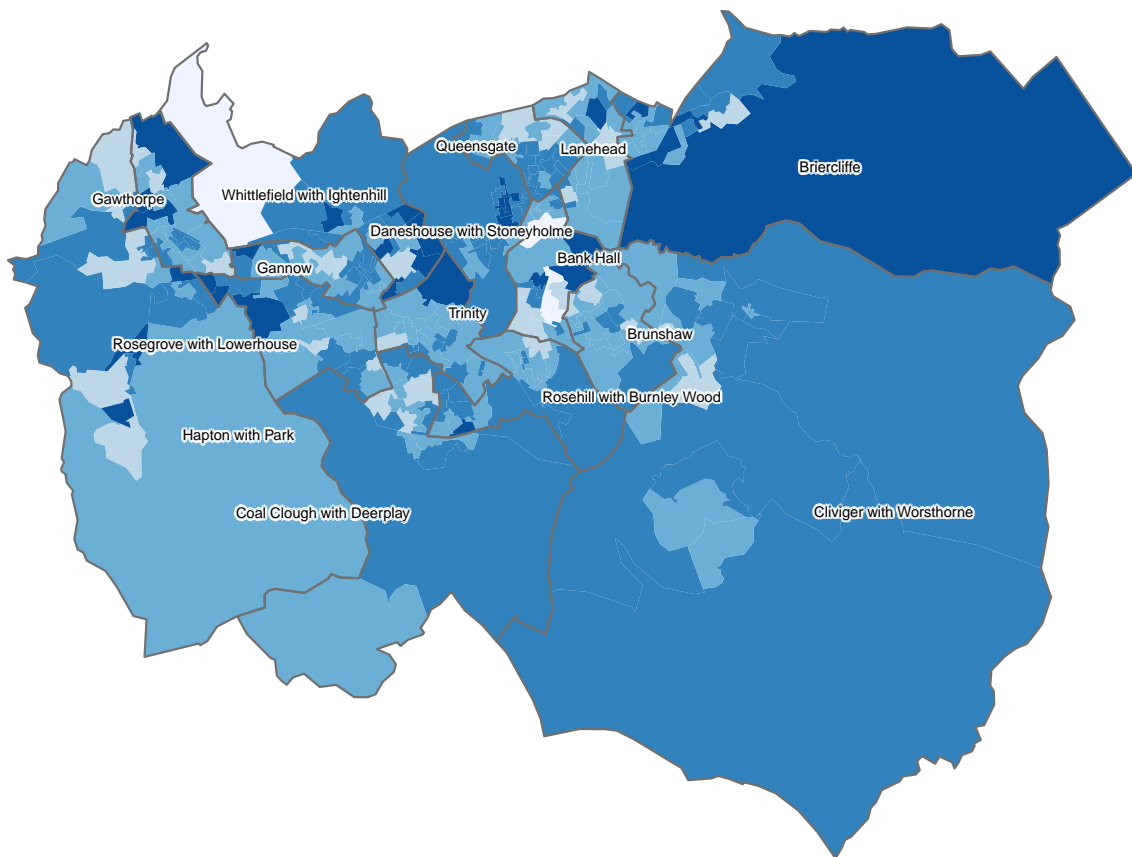 Queensgate
Lanehead
Briercliffe
Whittlefield with Ightenhill
Gawthorpe
Daneshouse with Stoneyholme
Bank Hall
Gannow
Trinity
Brunshaw
Rosegrove with Lowerhouse
Rosehill with Burnley Wood
Hapton with Park
Coal Clough with Deerplay
Cliviger with Worsthorne